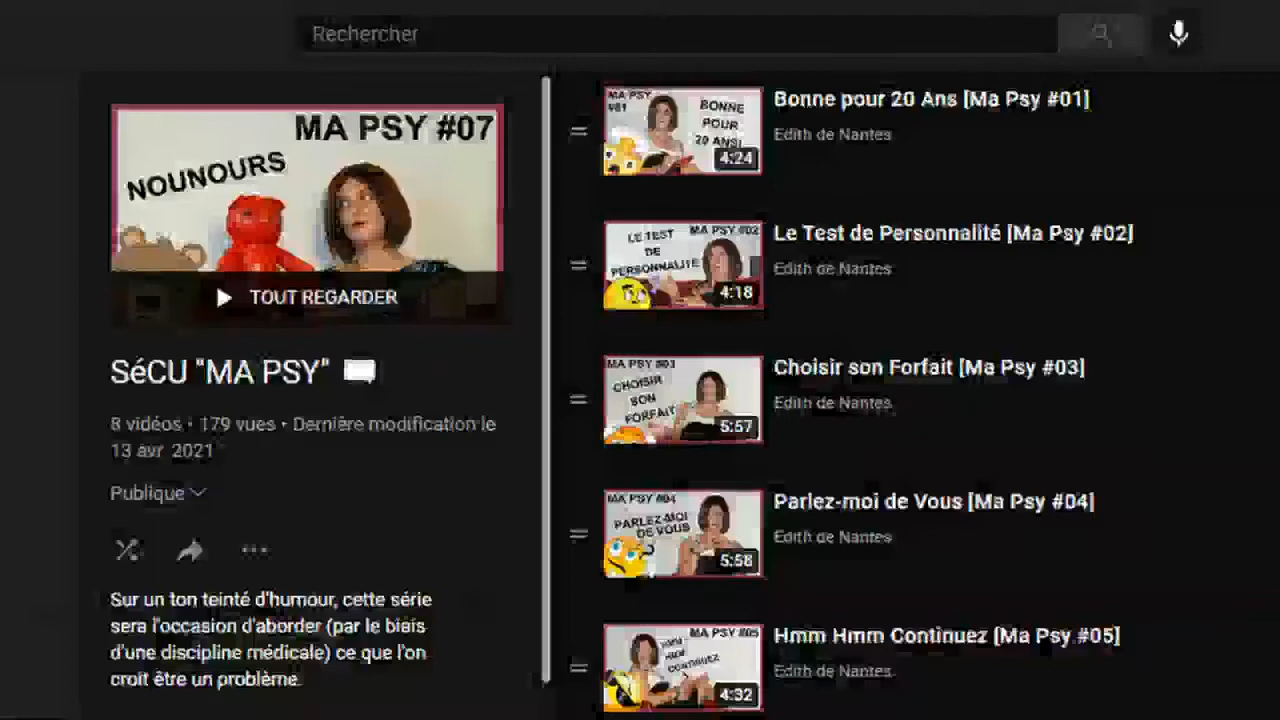 Rechercher
MA PSY #07
NOUNOURS
TOUT REGARDER
SéCU "MA PSY"
8 vidéos • 179 vues • Dernière modification le
13 avr. 2021
Publique
Sur un ton teinté d'humour, cette série
sera l'occasion d'aborder (par le biais
d'une discipline médicale) ce que l'on
croit être un problème.
MA PSY
#01
BONNE
POUR
20 ANS!
4:24
Bonne pour 20 Ans [Ma Psy #01]
Edith de Nantes
MA PSY #02
LE TEST
DE
PERSONNALITE
4:18
Le Test de Personnalité [Ma Psy #02]
Edith de Nantes
MA PSY #03
CHOISIR
SON
FORFAIT
5:57
Choisir son Forfait [Ma Psy #03]
Edith de Nantes
MA PSY #04
PARLEZ-MOI
DE VOUS
5:58
Parlez-moi de Vous [Ma Psy #04]
Edith de Nantes
MA PSY #05
HMM
HMM
CONTINUEZ
4:32
Hmm Hmm Continuez [Ma Psy #05]
Edith de Nantes